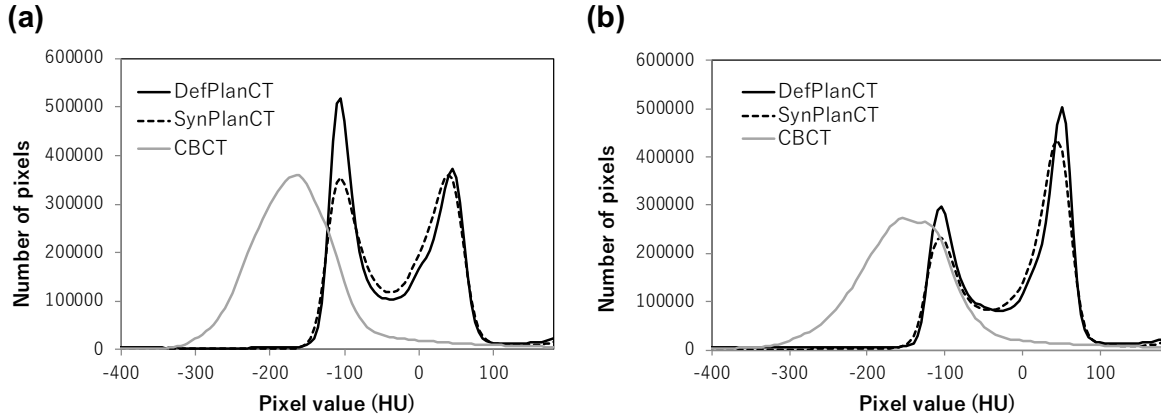 (a)
600000
500000
400000
300000
200000
100000
0
Number of pixels
DefPlanCT
SynPlanCT
CBCT
-400 -300 -200 -100 0 100
Pixel value (HU)
(b)
600000
500000
400000
300000
200000
100000
0
Number of pixels
DefPlanCT
SynPlanCT
CBCT
-400 -300 -200 -100 0 100
Pixel value (HU)